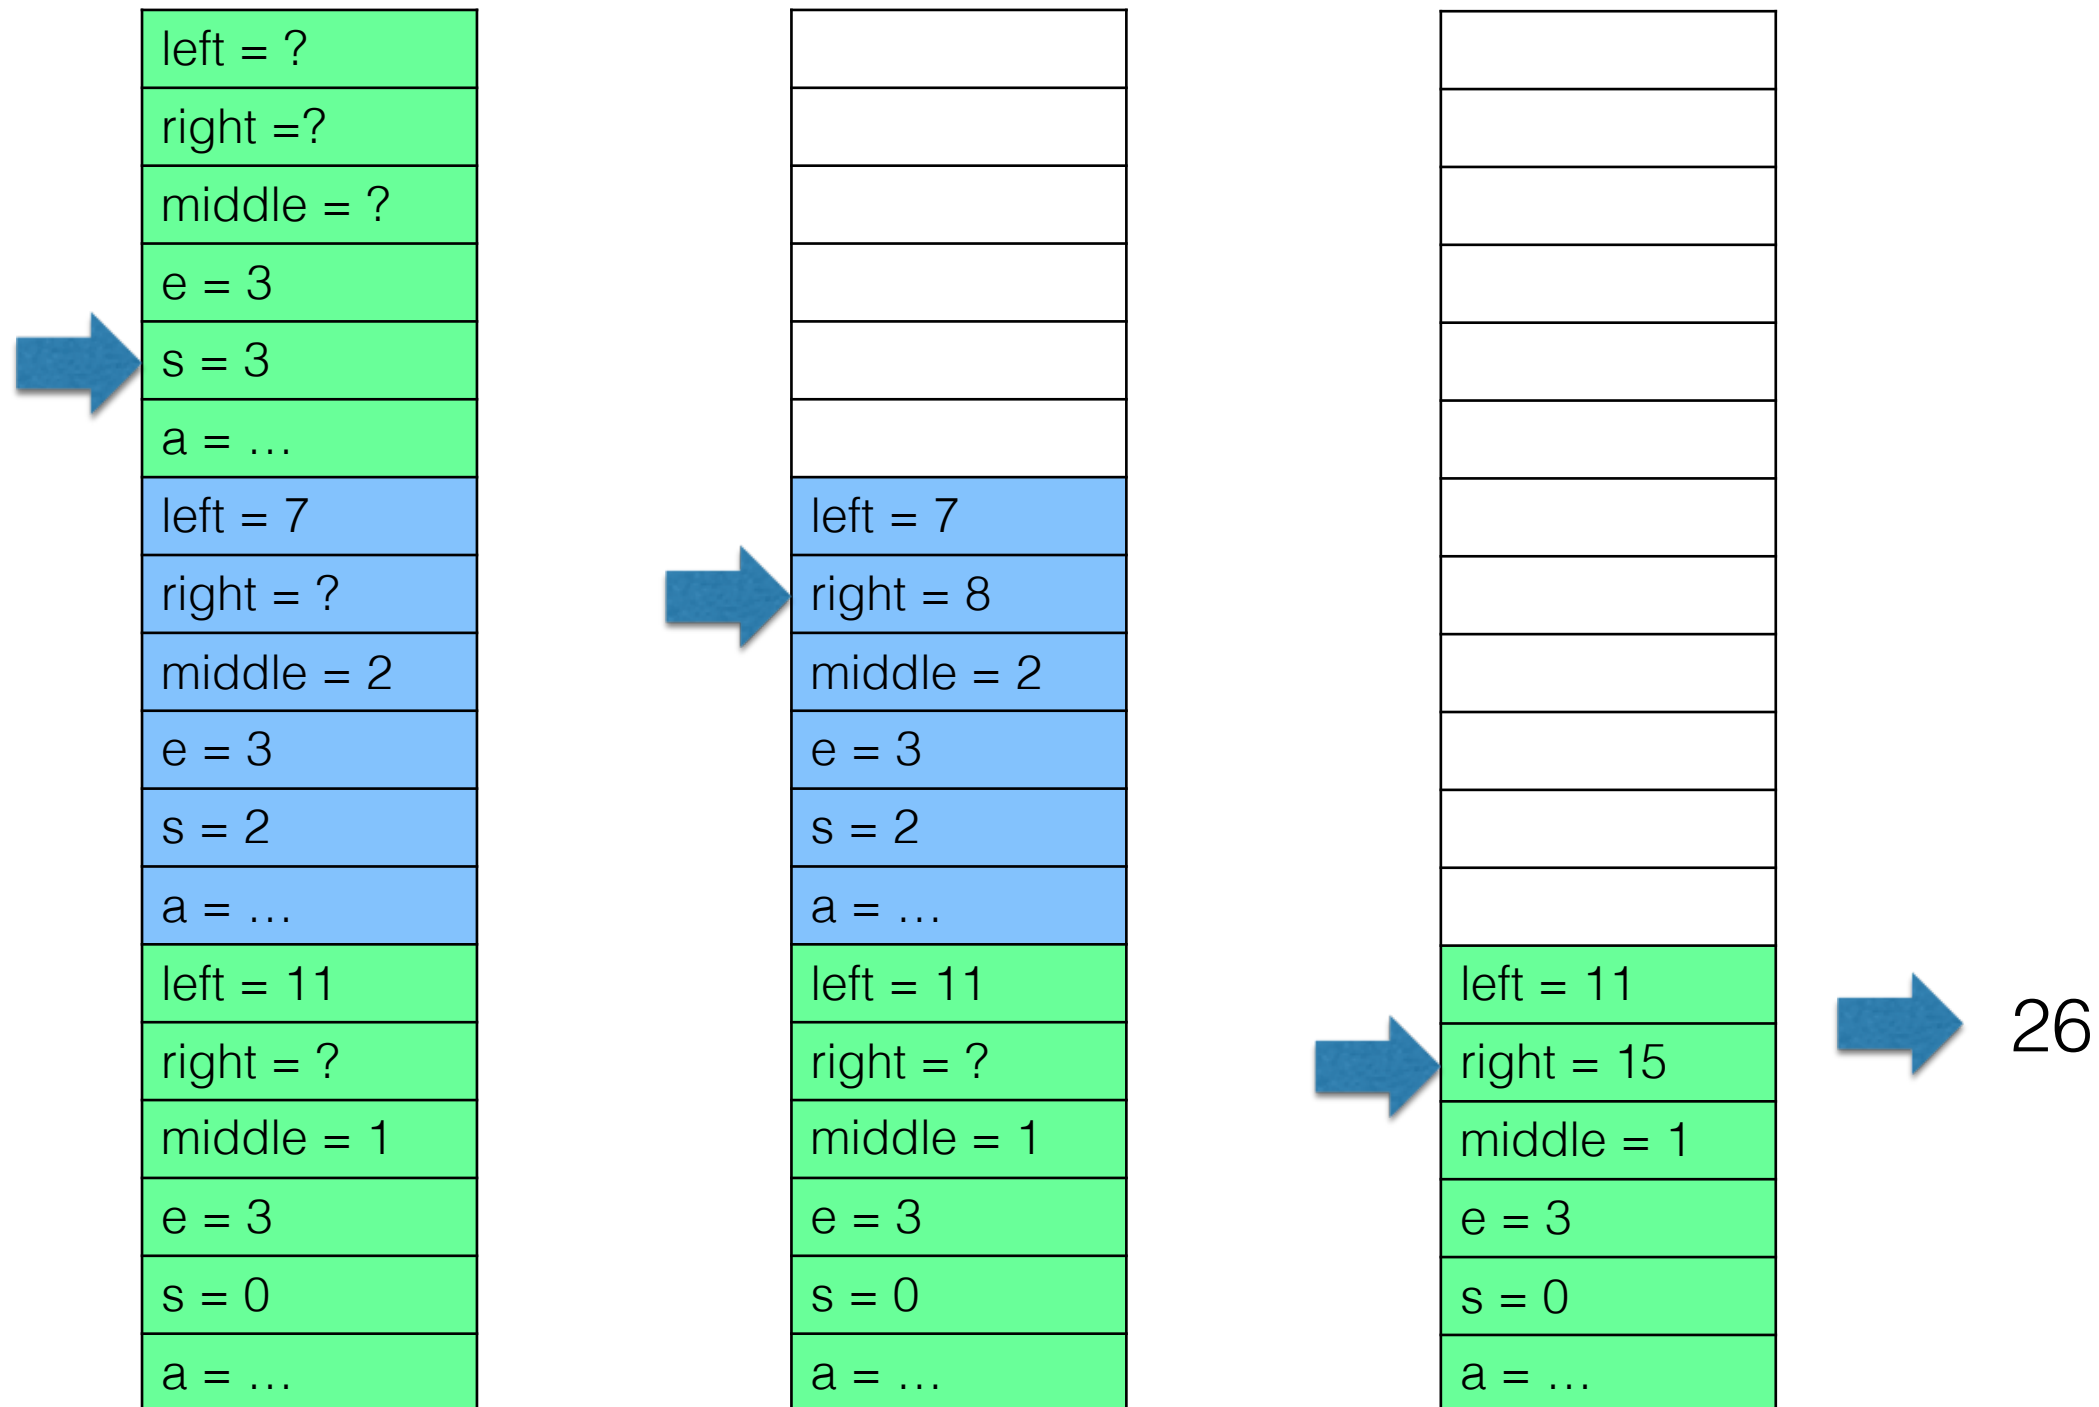 left = ?
right =?
middle = ?
e = 3
s = 3
a = …
left = 7
right = ?
middle = 2
e = 3
s = 2
a = …
left = 11
right = ?
middle = 1
e = 3
s = 0
a = …
left = 7
right = 8
middle = 2
e = 3
s = 2
a = …
left = 11
right = ?
middle = 1
e = 3
s = 0
a = …
left = 11
right = 15
middle = 1
e = 3
s = 0
a = …
26